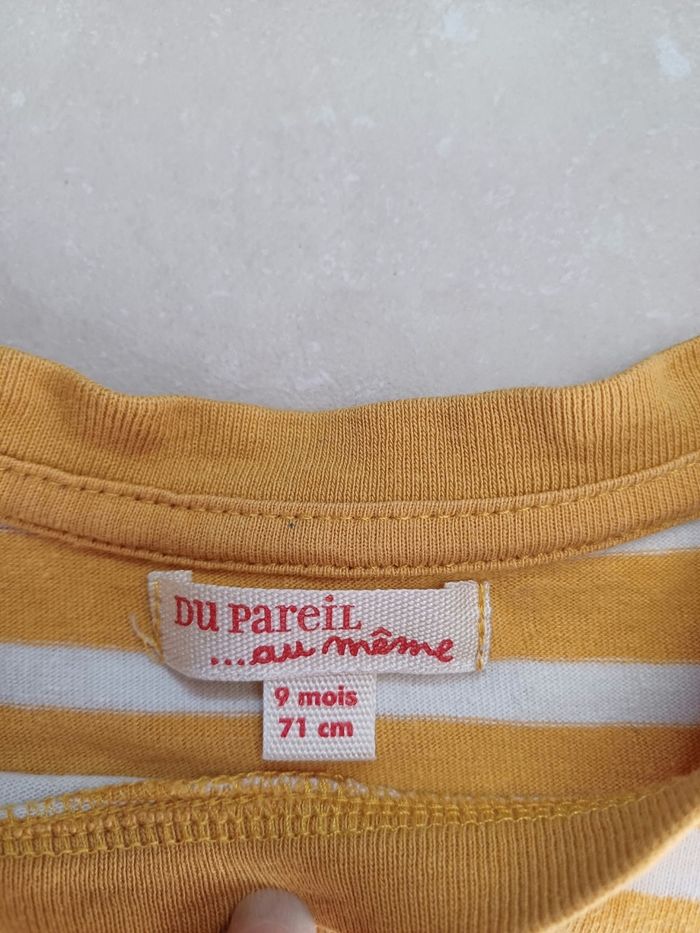 DU PareiL
...au même
9 mois
71 cm